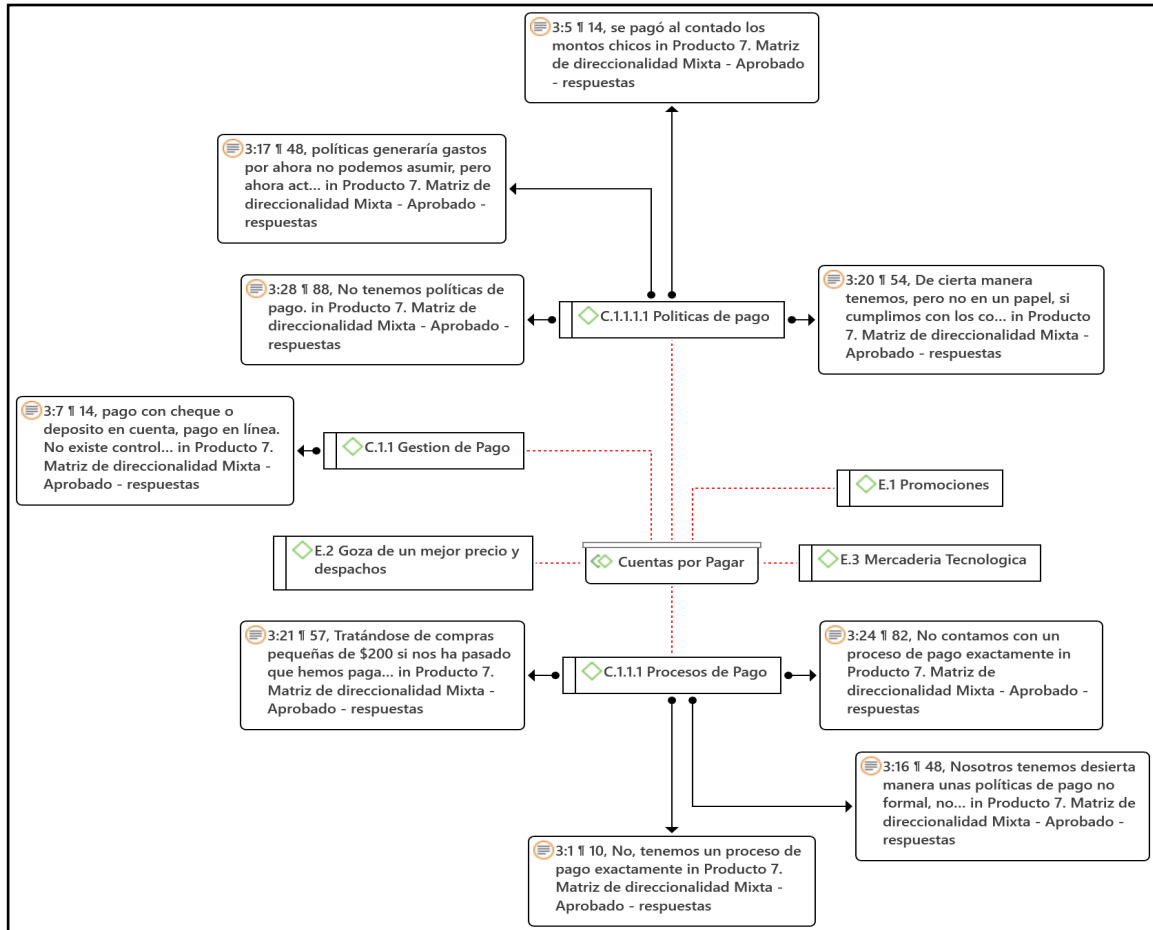 3:5 ¶ 14, se pagó al contado los
montos chicos in Producto 7. Matriz
de direccionalidad Mixta - Aprobado
- respuestas
3:17 ¶ 48, políticas generaría gastos
por ahora no podemos asumir, pero
ahora act... in Producto 7. Matriz de
direccionalidad Mixta - Aprobado -
respuestas
3:28 ¶ 88, No tenemos políticas de
pago. in Producto 7. Matriz de
direccionalidad Mixta - Aprobado -
respuestas
C.1.1.1.1 Politicas de pago
3:20 ¶ 54, De cierta manera
tenemos, pero no en un papel, si
cumplimos con los co... in Producto
7. Matriz de direccionalidad Mixta -
Aprobado - respuestas
3:7 ¶ 14, pago con cheque o
deposito en cuenta, pago en línea.
No existe control... in Producto 7.
Matriz de direccionalidad Mixta -
Aprobado - respuestas
C.1.1 Gestion de Pago
E.1 Promociones
E.2 Goza de un mejor precio y
despachos
Cuentas por Pagar
E.3 Mercaderia Tecnologica
3:21 ¶ 57, Tratándose de compras
pequeñas de $200 si nos ha pasado
que hemos paga... in Producto 7.
Matriz de direccionalidad Mixta -
Aprobado - respuestas
C.1.1.1 Procesos de Pago
3:24 ¶ 82, No contamos con un
proceso de pago exactamente in
Producto 7. Matriz de
direccionalidad Mixta - Aprobado -
respuestas
3:16 ¶ 48, Nosotros tenemos desierta
manera unas políticas de pago no
formal, no... in Producto 7. Matriz de
direccionalidad Mixta - Aprobado -
respuestas
3:1 ¶ 10, No, tenemos un proceso de
pago exactamente in Producto 7.
Matriz de direccionalidad Mixta -
Aprobado - respuestas